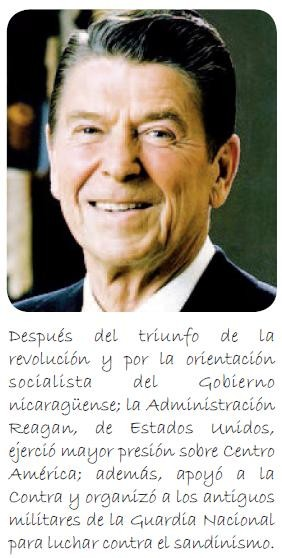 Después del triunfo de la
revolución y por la orientación
socialista del Gobierno
nicaragüense; la Administración
Reagan, de Estados Unidos,
ejerció mayor presión sobre Centro
América; además, apoyó a la
Contra y organizó a los antiguos
militares de la Guardia Nacional
para luchar contra el sandinismo.